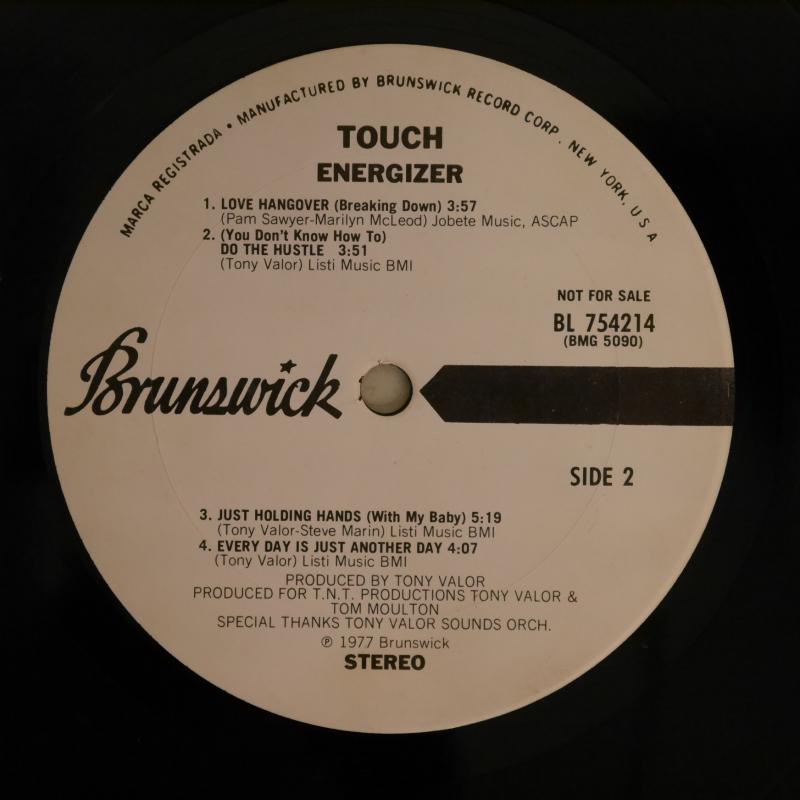 MARCA REGISTRADA • MANUFACTURED BY BRUNSWICK RECORD CORP. NEW YORK, U S A
TOUCH
ENERGIZER
1. LOVE HANGOVER (Breaking Down) 3:57
(Pam Sawyer-Marilyn McLeod) Jobete Music, ASCAP
2. (You Don't Know How To)
DO THE HUSTLE 3:51
(Tony Valor) Listi Music BMI
NOT FOR SALE
BL 754214
(BMG 5090)
Brunswick
SIDE 2
3. JUST HOLDING HANDS (With My Baby) 5:19
(Tony Valor-Steve Marin) Listi Music BMI
4. EVERY DAY IS JUST ANOTHER DAY 4:07
(Tony Valor) Listi Music BMI
PRODUCED BY TONY VALOR
PRODUCED FOR T.N.T. PRODUCTIONS TONY VALOR &
TOM MOULTON
SPECIAL THANKS TONY VALOR SOUNDS ORCH.
℗ 1977 Brunswick
STEREO